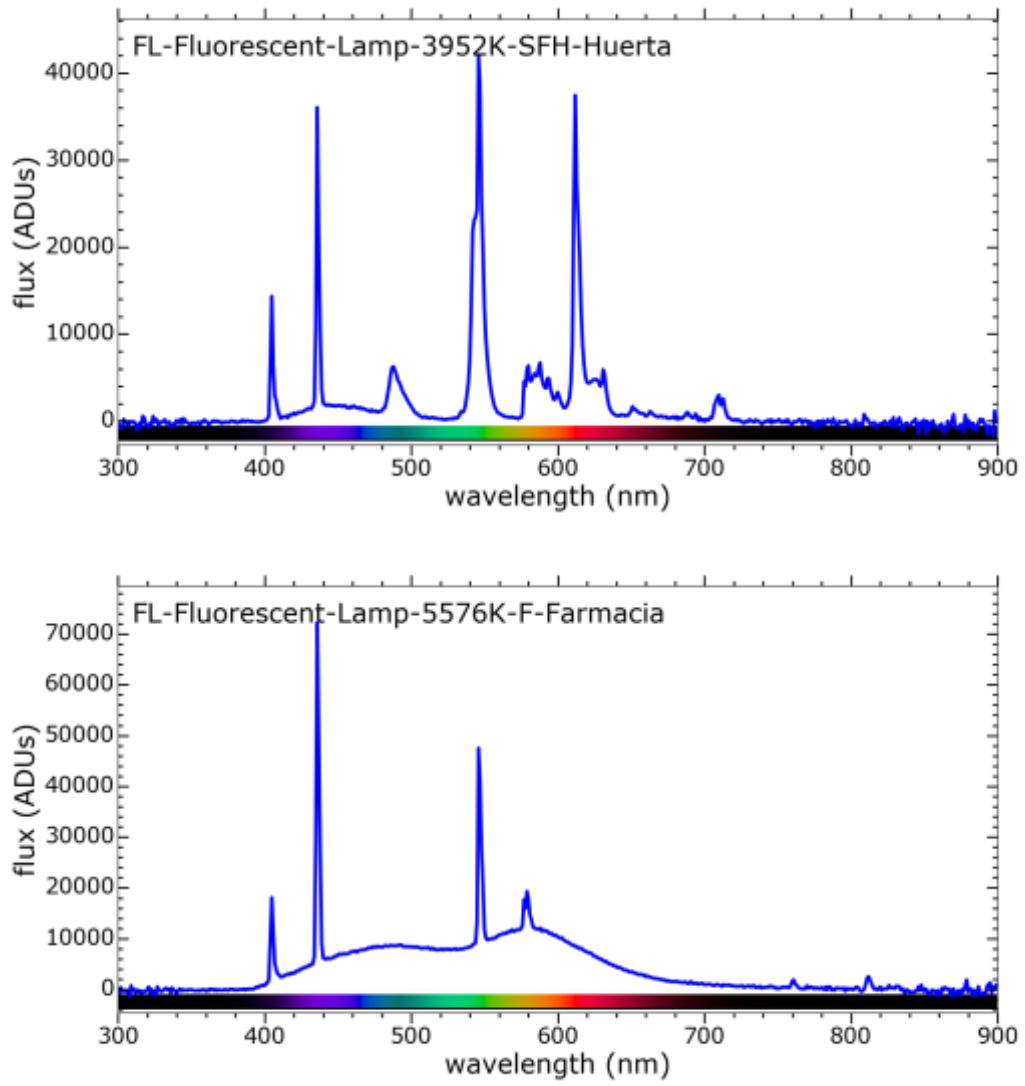 FL-Fluorescent-Lamp-3952K-SFH-Huerta
40000
30000
20000
10000
0
flux (ADUs)
300 400 500 600 700 800 900
wavelength (nm)
FL-Fluorescent-Lamp-5576K-F-Farmacia
70000
60000
50000
40000
30000
20000
10000
0
flux (ADUs)
300 400 500 600 700 800 900
wavelength (nm)